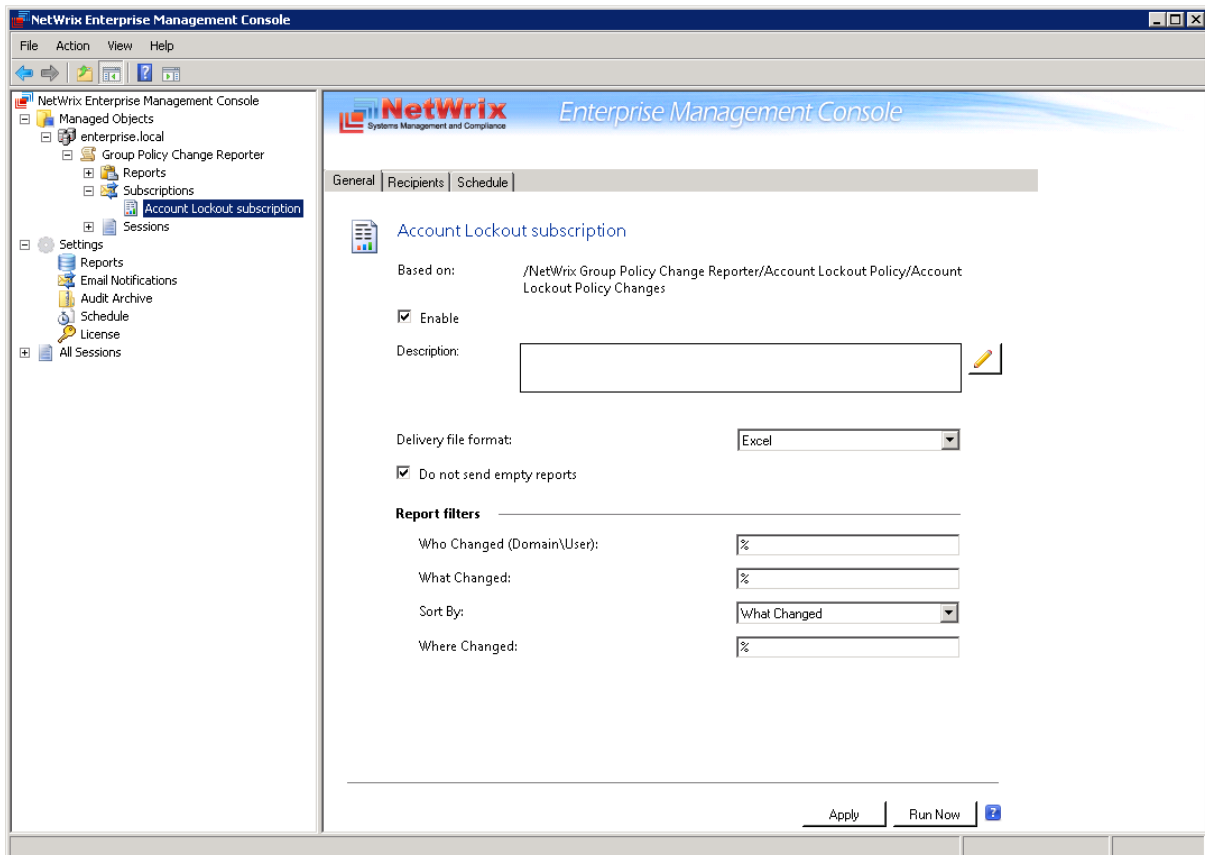 NetWrix Enterprise Management Console
File Action View Help
NetWrix Enterprise Management Console
Managed Objects
enterprise.local
Group Policy Change Reporter
Reports
Subscriptions
Account Lockout subscription
Sessions
Settings
Reports
Email Notifications
Audit Archive
Schedule
License
All Sessions
NetWrix
Systems Management and Compliance
Enterprise Management Console
General Recipients Schedule
Account Lockout subscription
Based on: /NetWrix Group Policy Change Reporter/Account Lockout Policy/Account
Lockout Policy Changes
Enable
Description:
Delivery file format: Excel
Do not send empty reports
Report filters
Who Changed (Domain\User): %
What Changed: %
Sort By: What Changed
Where Changed: %
Apply Run Now ?